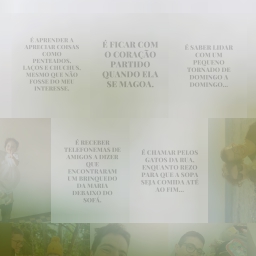 É APRENDER A
APRECIAR COISAS
COMO
PENTEADOS,
LAÇOS E CHUCHUS,
MESMO QUE NÃO
FOSSE DO MEU
INTERESSE.
É FICAR COM
O CORAÇÃO
PARTIDO
QUANDO ELA
SE MAGOA.
É SABER LIDAR
COM UM
PEQUENO
TORNADO DE
DOMINGO A
DOMINGO...
É RECEBER
TELEFONEMAS DE
AMIGOS A DIZER
QUE
ENCONTRARAM
UM BRINQUEDO
DA MARIA
DEBAIXO DO
SOFÁ.
É CHAMAR PELOS
GATOS DA RUA,
ENQUANTO REZO
PARA QUE A SOPA
SEJA COMIDA ATÉ
AO FIM...